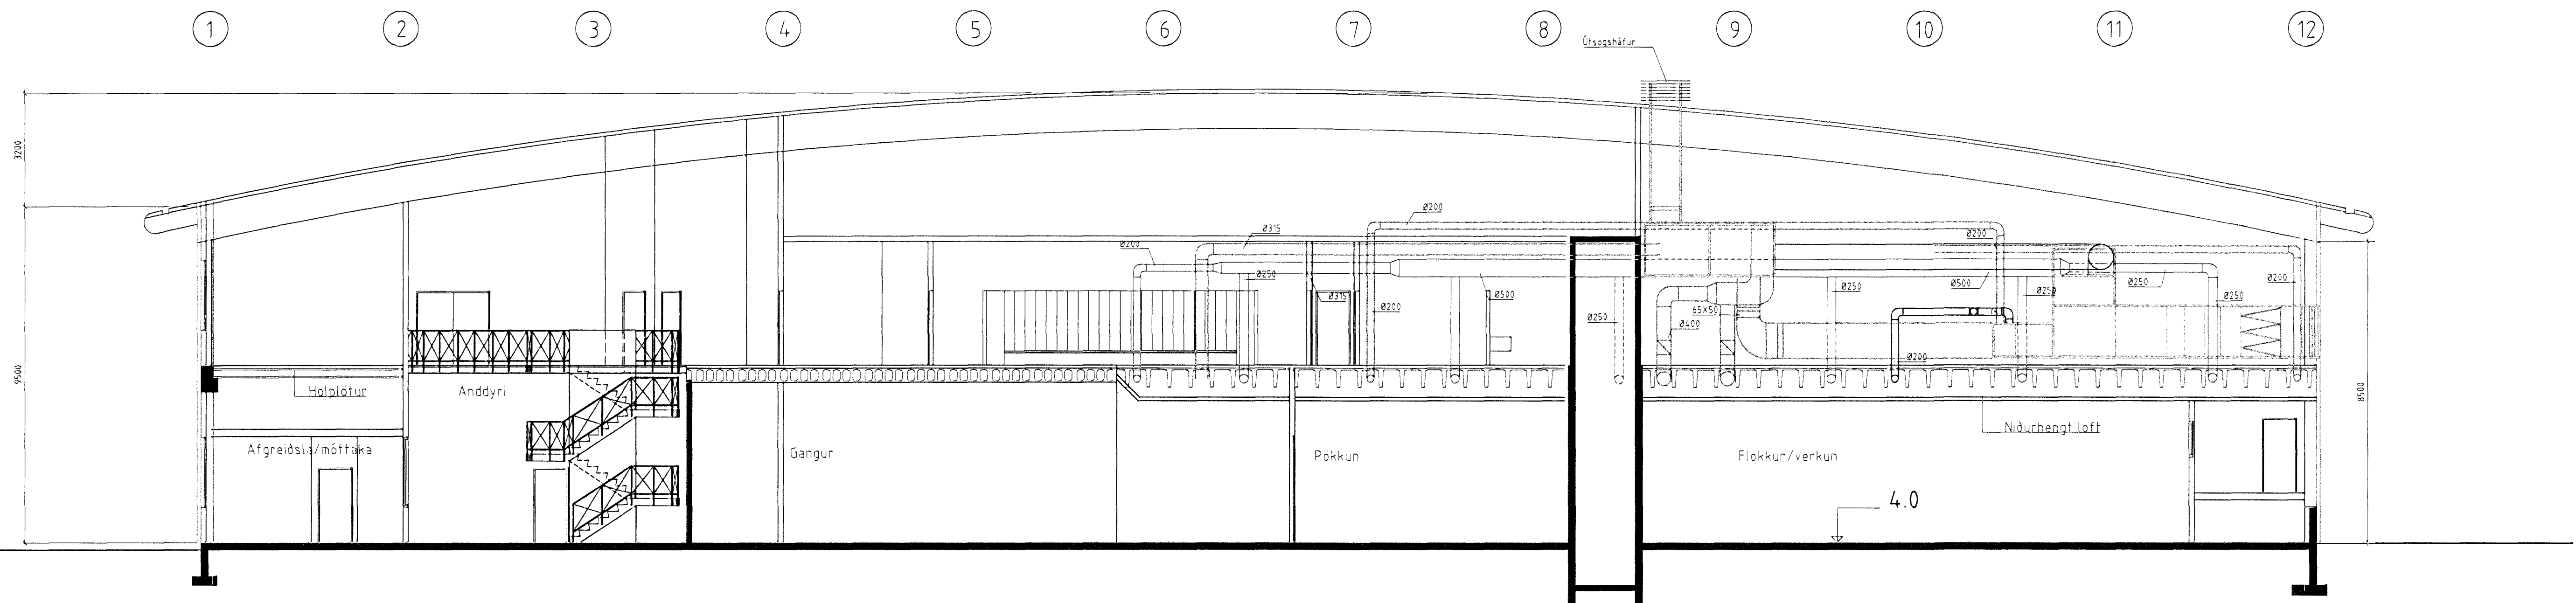 1 2 3 4 5 6 7 8 9 10 11 12
Útsogsháfur
3200
9500
8500
Ø200
Ø315
Ø200
Ø250
Ø315
Ø200
Ø500
Ø250
Ø400
65x50
Ø250
Ø200
Ø200
Ø500
Ø250
Ø250
Ø250
Ø200
Holplötur
Anddyri
Afgreiðsla/móttaka
Gangur
Pökkun
Flokkun/verkun
Niðurhengt loft
4.0